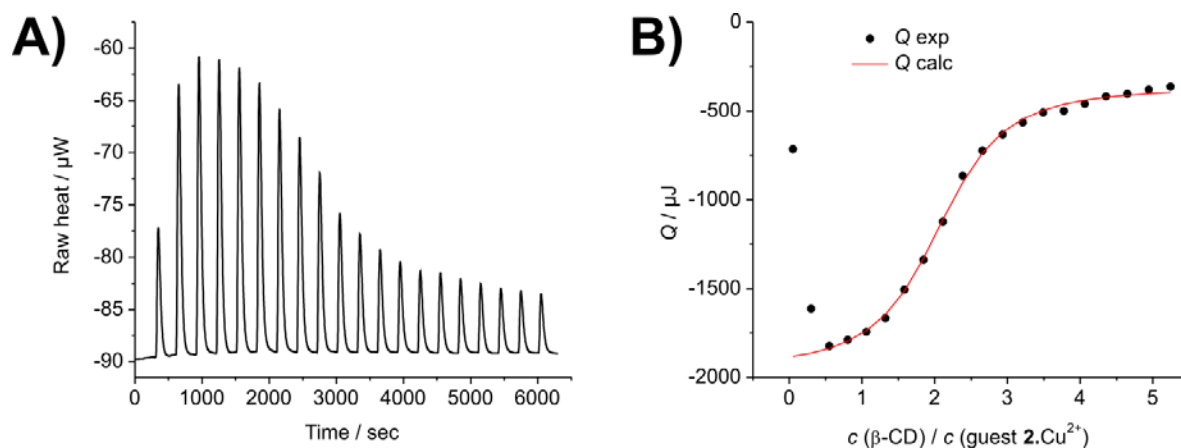 A)
-60
-65
-70
-75
-80
-85
-90
Raw heat / µW
0 1000 2000 3000 4000 5000 6000
Time / sec
B)
Q exp
Q calc
0
-500
-1000
-1500
-2000
Q / µJ
0 1 2 3 4 5
c (β-CD) / c (guest 2.Cu²⁺)